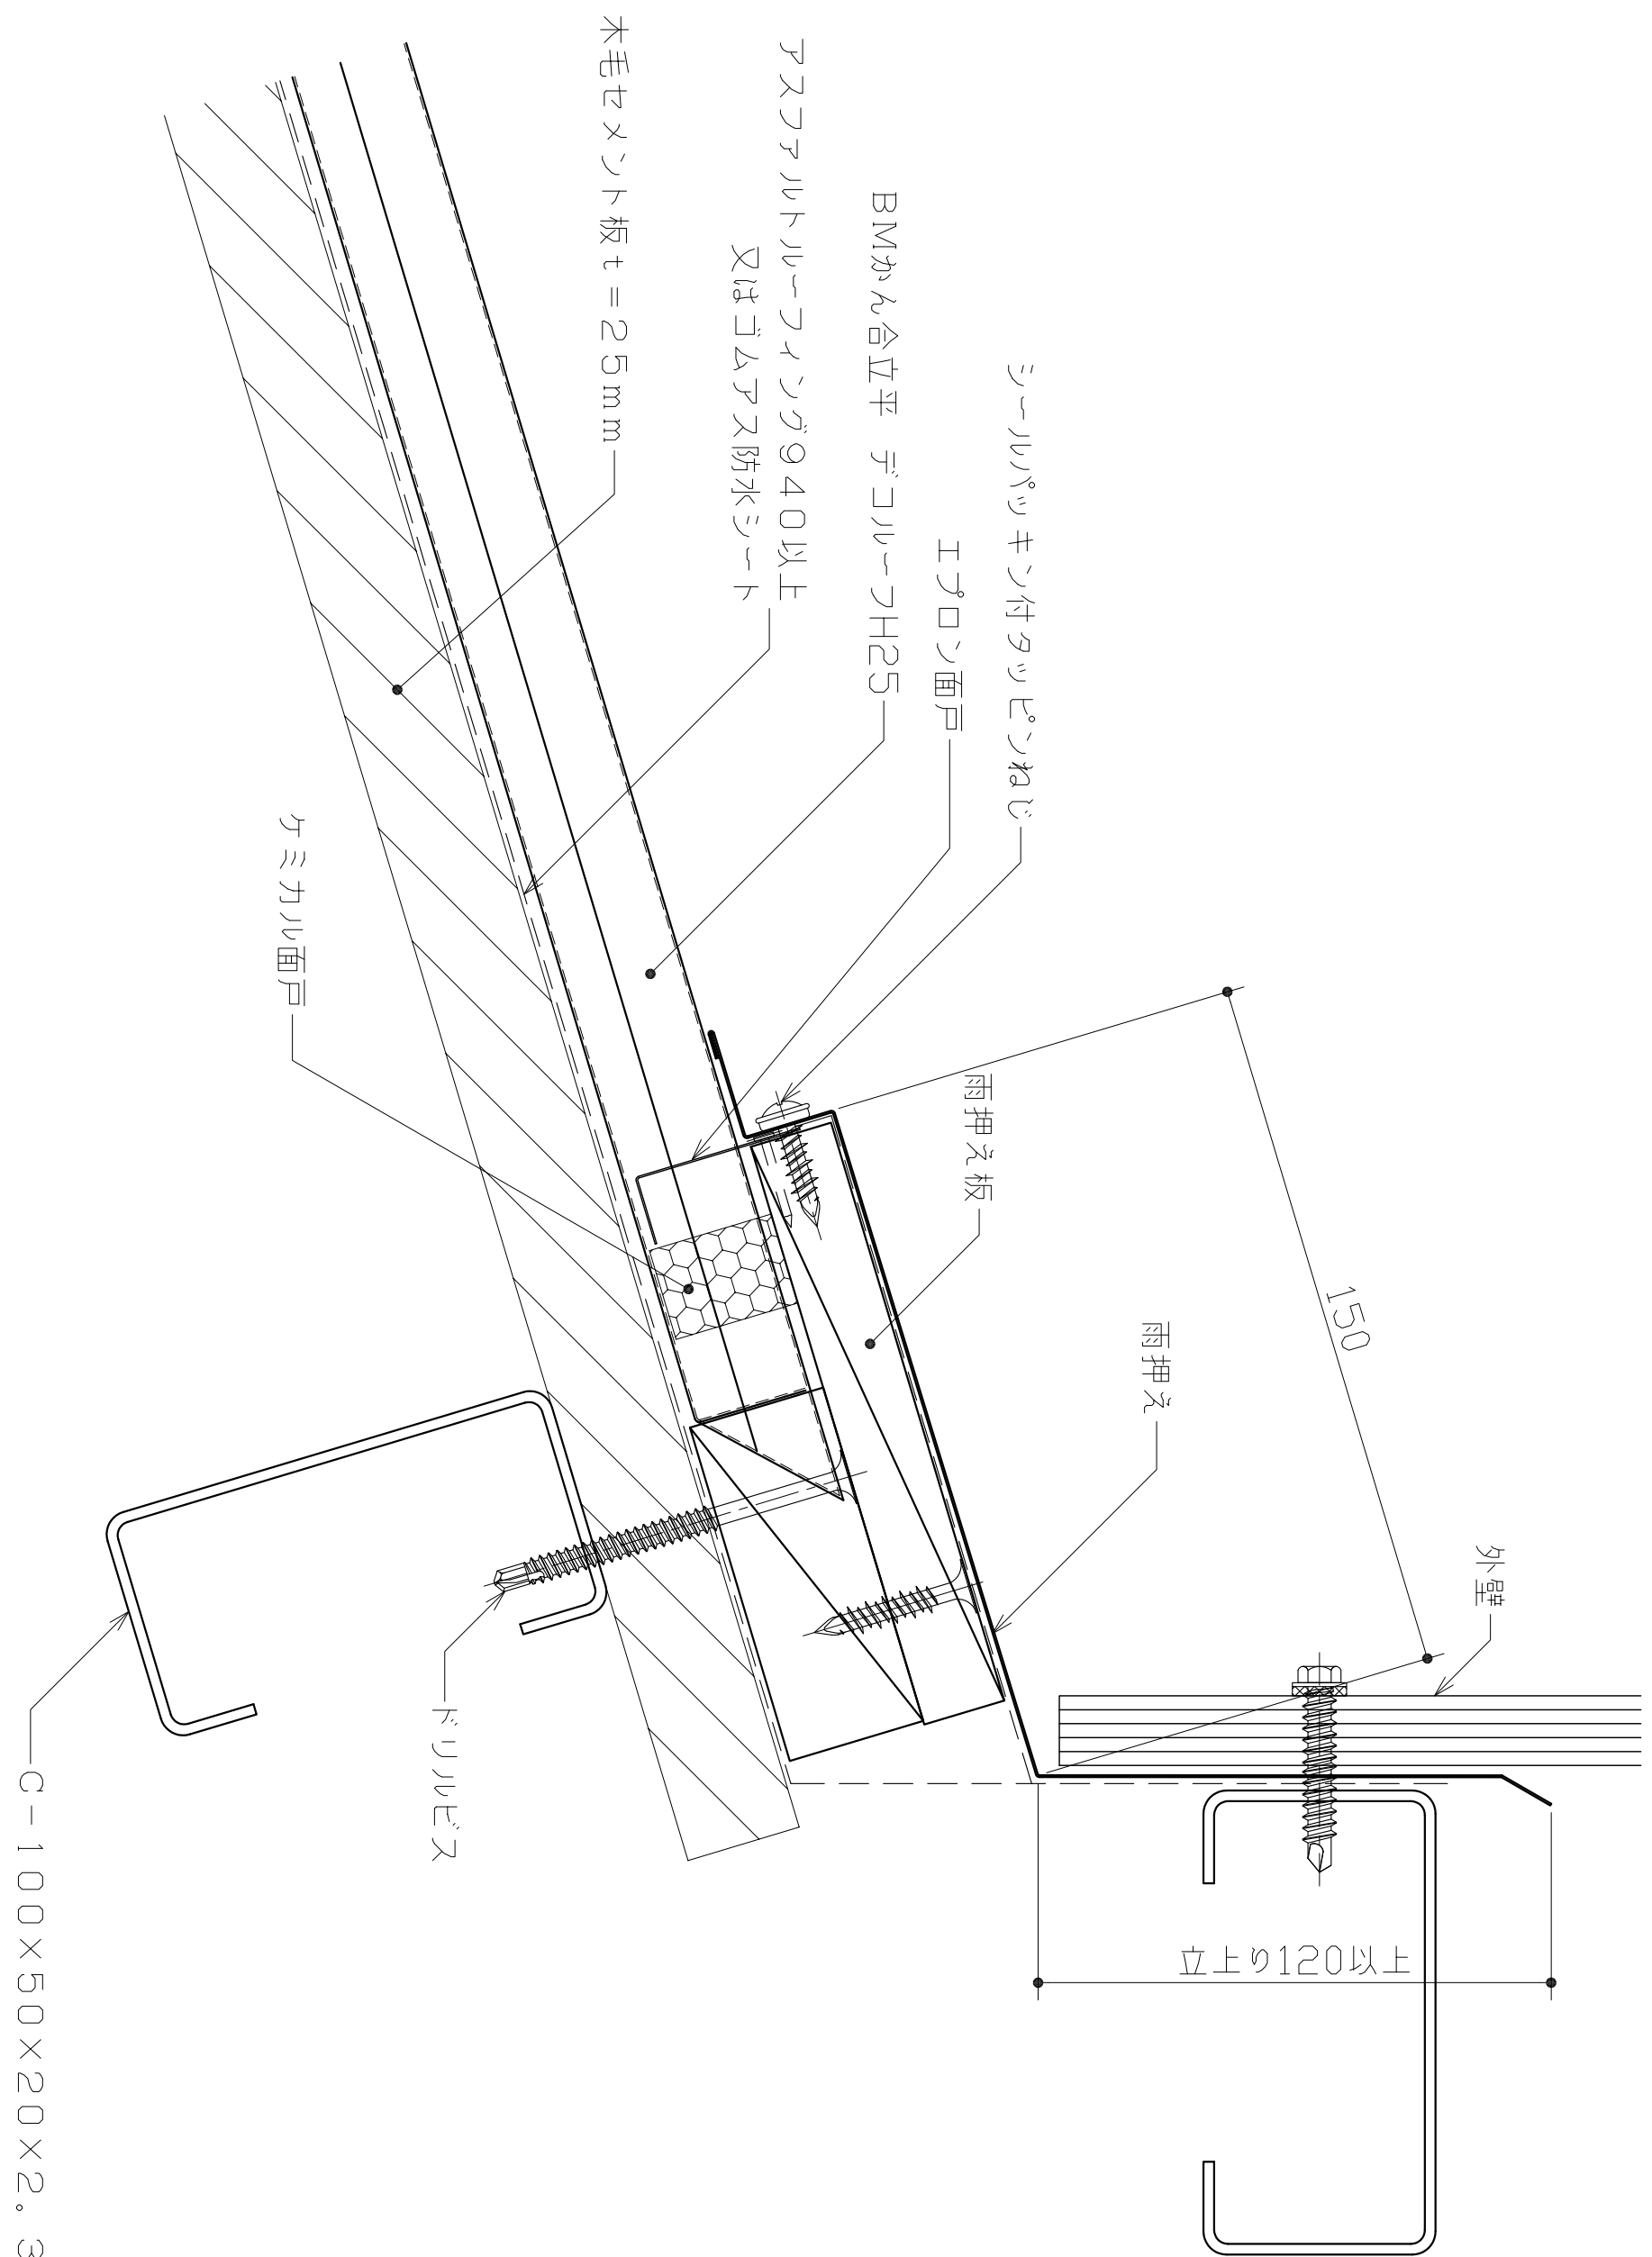 外壁
150
雨押え
シールパッキン付タッピンねじ
雨押え板
エプロン面戸
BMかん合立平 デコルーフH25
アスファルトルーフィング940以上
又はゴムアス防水シート
木毛セメント板t=25mm
ケミカル面戸
ドリルビス
C-100×50×20×2.3
立上り120以上